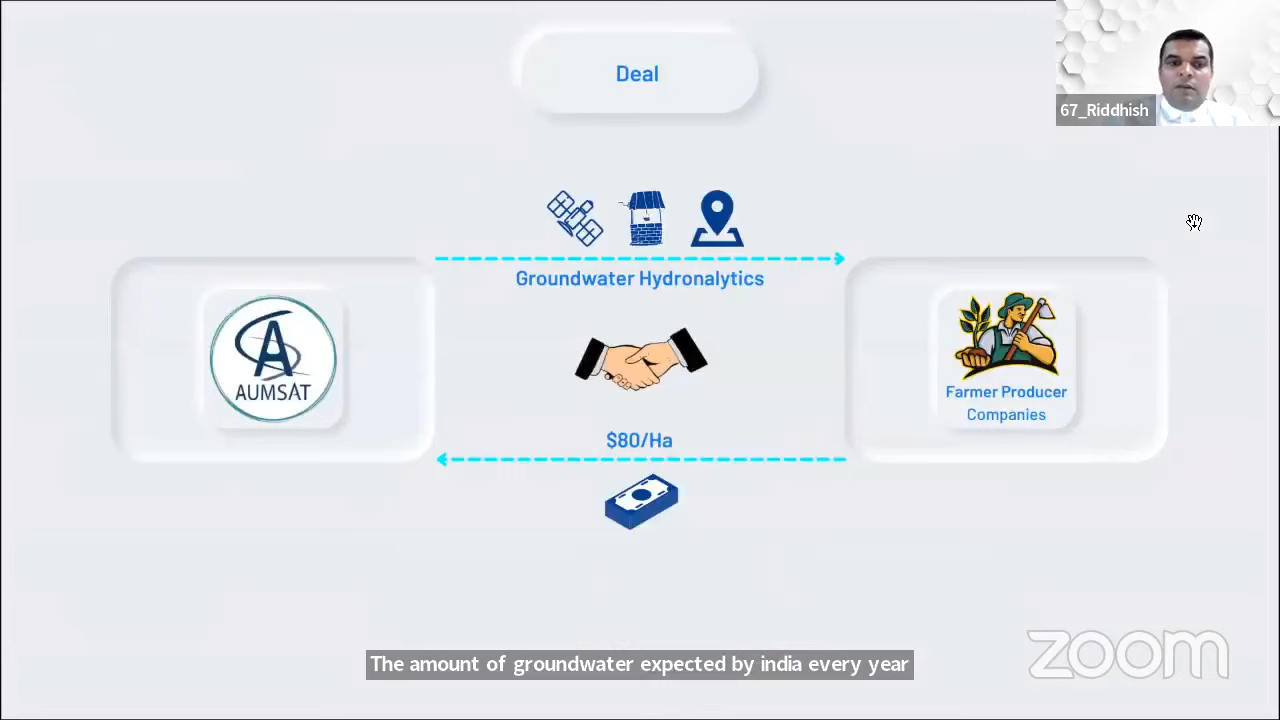 Deal
67_Riddhish
Groundwater Hydronalytics
AUMSAT
Farmer Producer
Companies
$80/Ha
The amount of groundwater expected by india every year
zoom